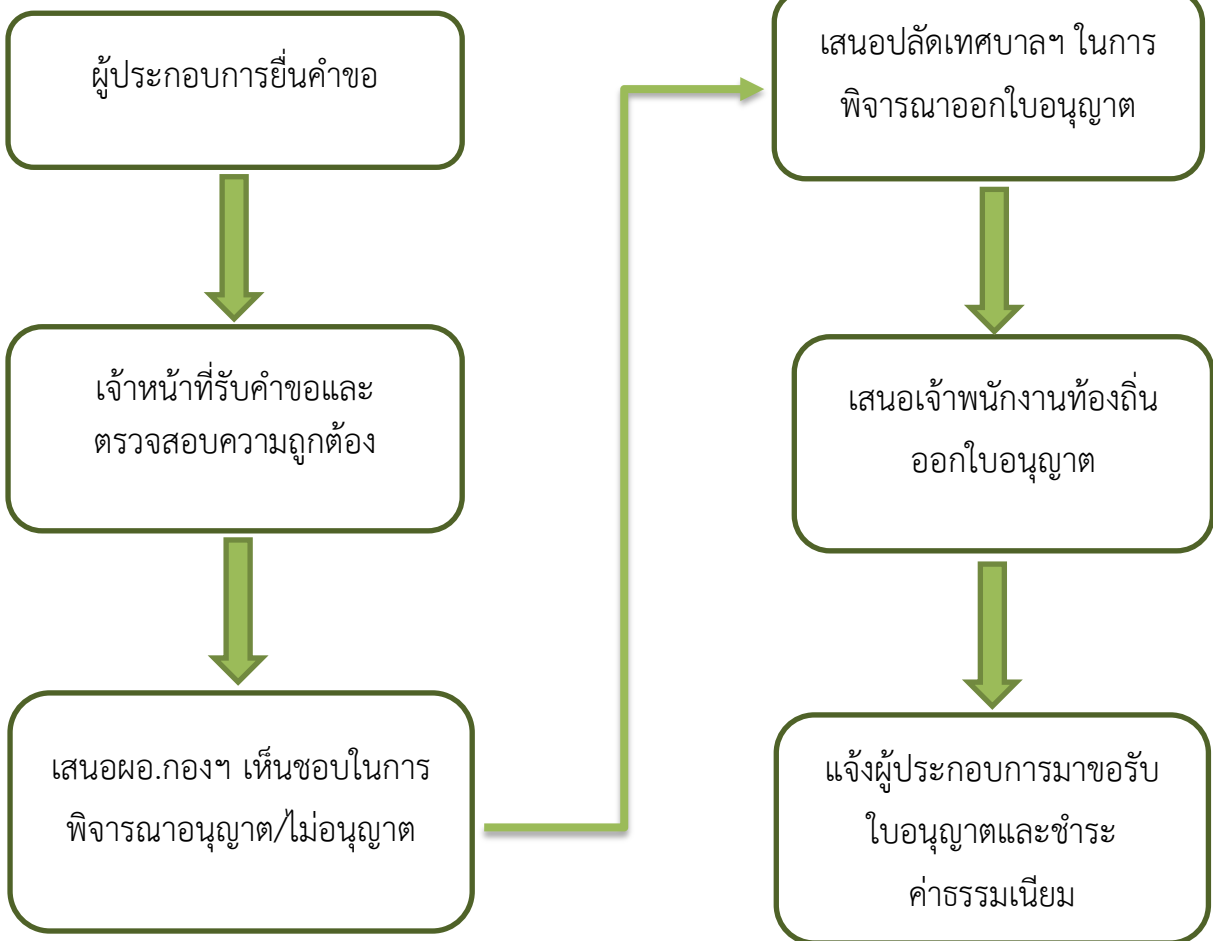 ผู้ประกอบการยื่นคำขอ
เจ้าหน้าที่รับคำขอและ
ตรวจสอบความถูกต้อง
เสนอผอ.กองฯ เห็นชอบในการ
พิจารณาอนุญาต/ไม่อนุญาต
เสนอปลัดเทศบาลฯ ในการ
พิจารณาออกใบอนุญาต
เสนอเจ้าพนักงานท้องถิ่น
ออกใบอนุญาต
แจ้งผู้ประกอบการมาขอรับ
ใบอนุญาตและชำระ
ค่าธรรมเนียม